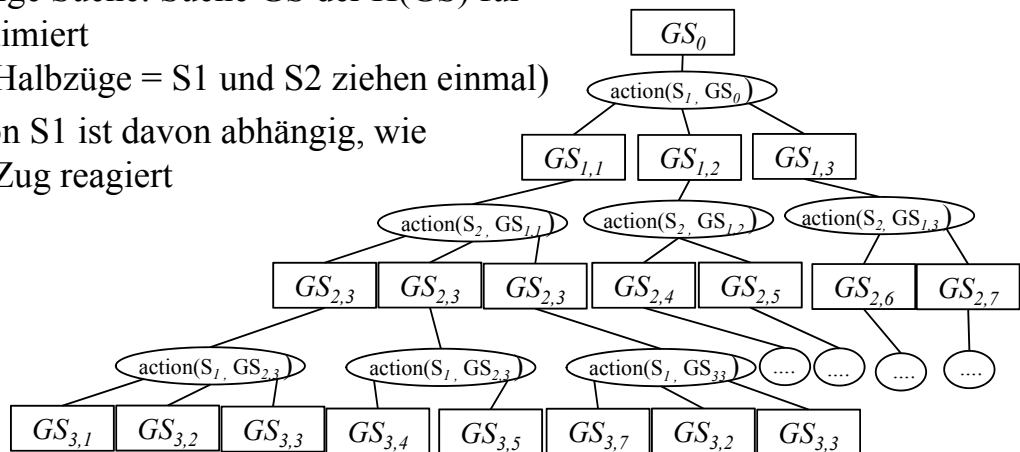 Suche: Suche GS der H(GS) für
imiert
Halbzüge = S1 und S2 ziehen einmal)
on S1 ist davon abhängig, wie
Zug reagiert
GS0
action(S1, GS0)
GS1,1 GS1,2 GS1,3
action(S2, GS1,1) action(S2, GS1,2) action(S2, GS1,3)
GS2,3 GS2,3 GS2,3 GS2,4 GS2,5 GS2,6 GS2,7
action(S1, GS2,3) action(S1, GS2,3) action(S1, GS33) .... .... .... ....
GS3,1 GS3,2 GS3,3 GS3,4 GS3,5 GS3,7 GS3,2 GS3,3